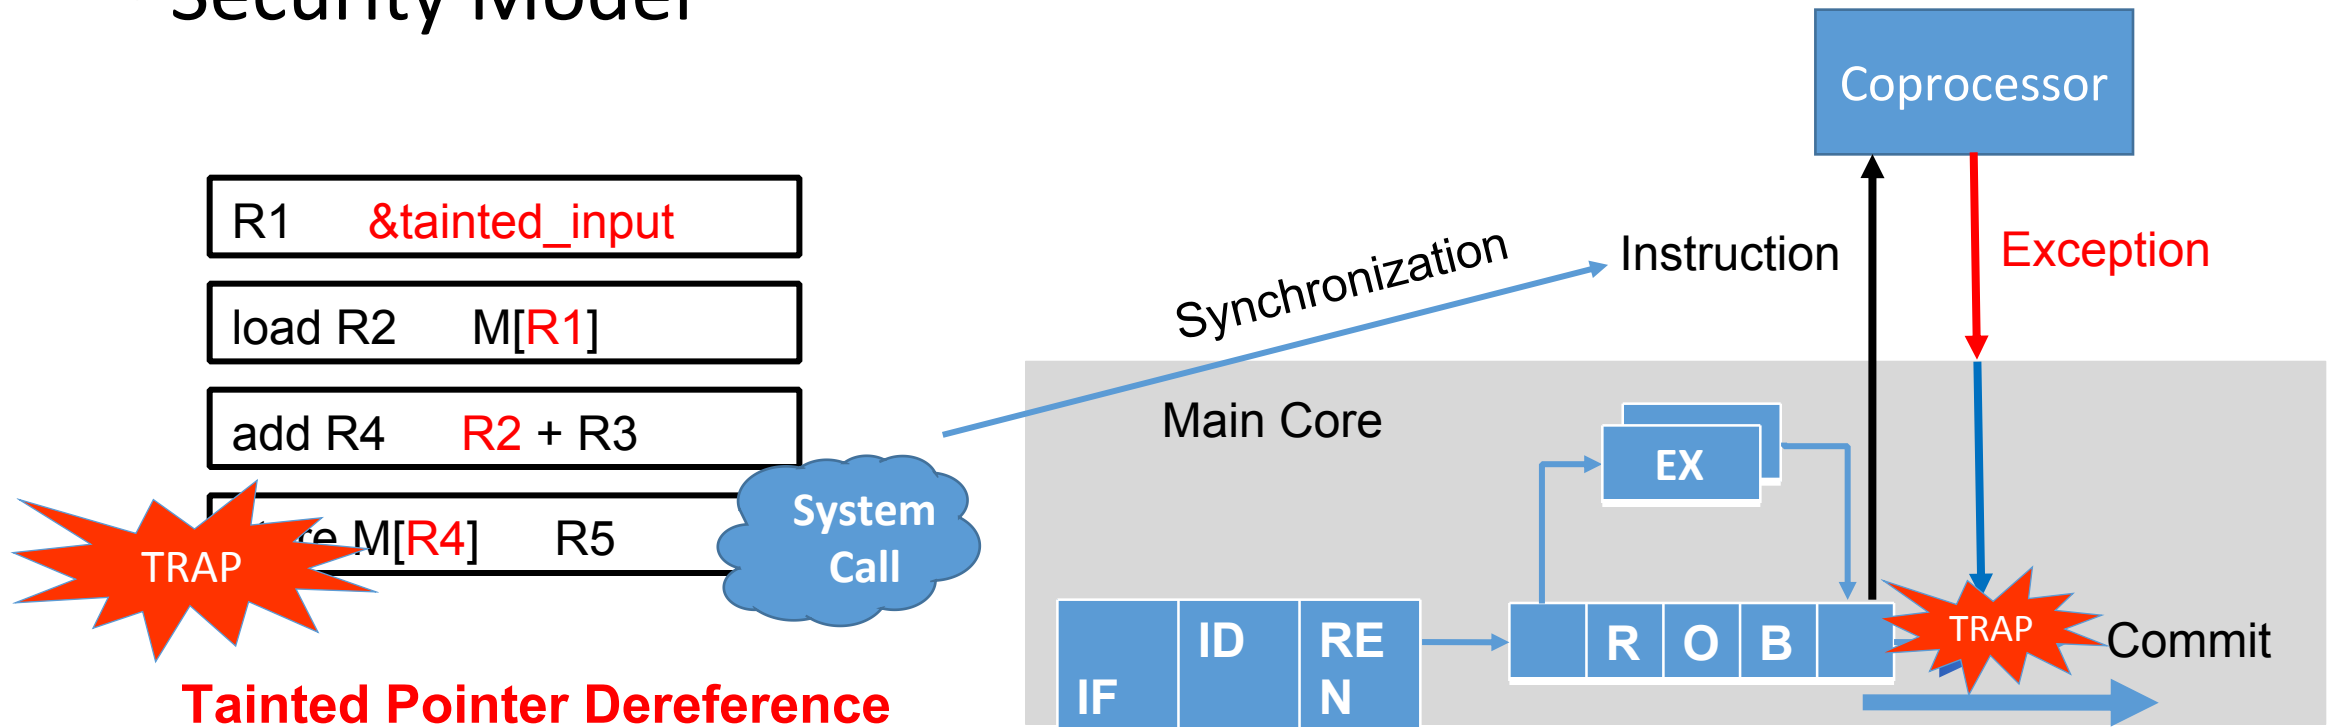 Security Model
Coprocessor
R1 &tainted_input
Instruction
Exception
Synchronization
load R2 M[R1]
Main Core
add R4 R2 + R3
EX
System
Call
M[R4] R5
TRAP
IF ID REN
R O B
TRAP
Commit
Tainted Pointer Dereference